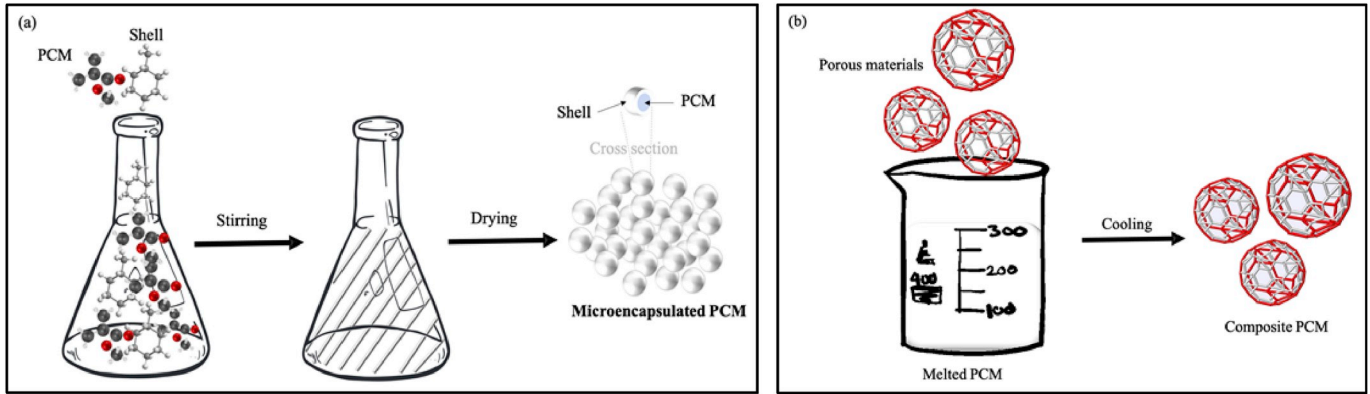 (a)
Shell
PCM
Stirring
Drying
Shell
PCM
Cross section
Microencapsulated PCM
(b)
Porous materials
300
200
400
100
Melted PCM
Cooling
Composite PCM